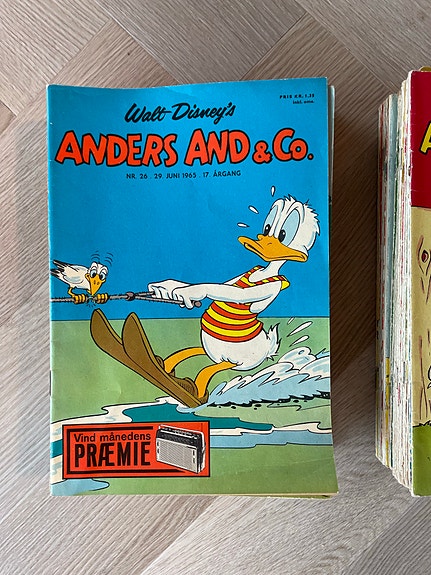 Walt Disney's
PRIS KR. 1,35
inkl. oms.
ANDERS AND & Co.
NR. 26 . 29. JUNI 1965 . 17. ÅRGANG
Vind månedens
PRÆMIE